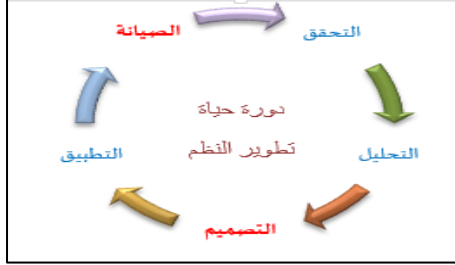 الصيانة
التحقق
دورة حياة
تطوير النظم
التطبيق
التحليل
التصميم